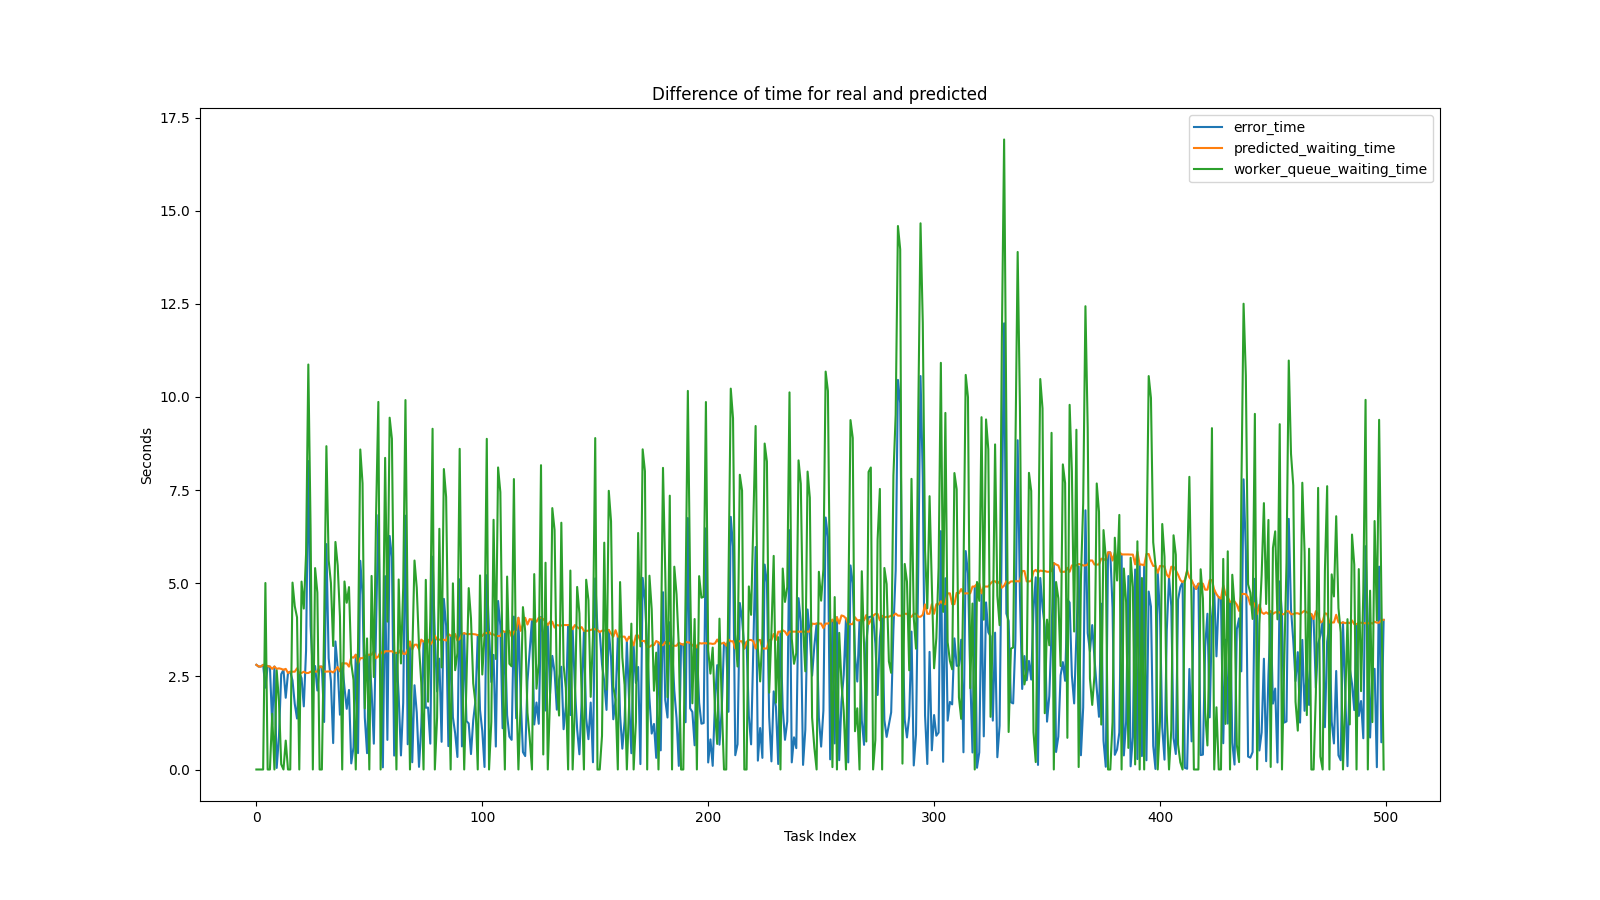 Difference of time for real and predicted
17.5
15.0
12.5
10.0
7.5
5.0
2.5
0.0
Seconds
error_time
predicted_waiting_time
worker_queue_waiting_time
0
100
200
300
400
500
Task Index